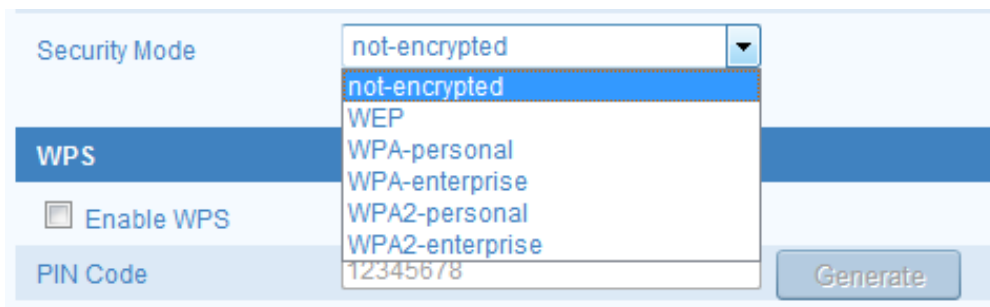 Security Mode not-encrypted
not-encrypted
WEP
WPA-personal
WPS
WPA-enterprise
Enable WPS WPA2-personal
WPA2-enterprise
PIN Code 12345678 Generate